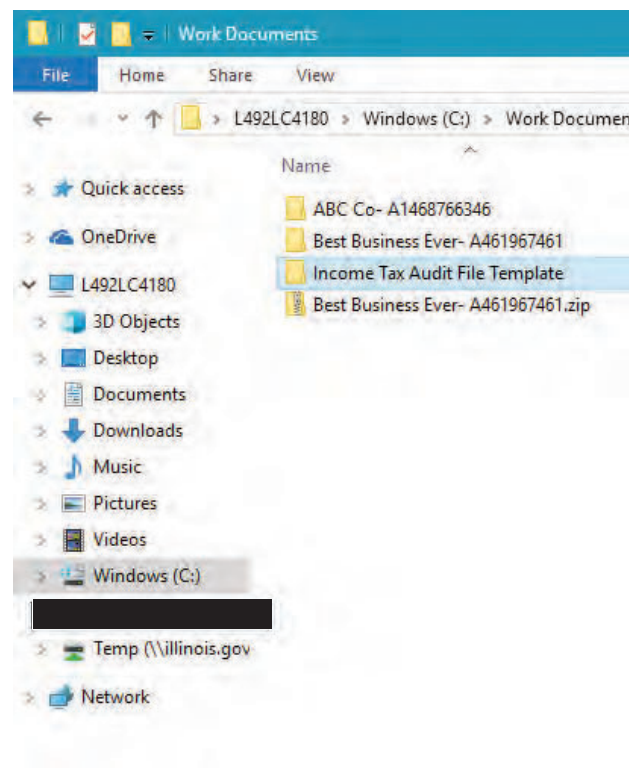 Work Documents
File Home Share View
L492LC4180 > Windows (C:) > Work Documen
Name
Quick access
ABC Co- A1468766346
OneDrive
Best Business Ever- A461967461
Income Tax Audit File Template
L492LC4180
Best Business Ever- A461967461.zip
3D Objects
Desktop
Documents
Downloads
Music
Pictures
Videos
Windows (C:)
Temp (\\illinois.gov
Network